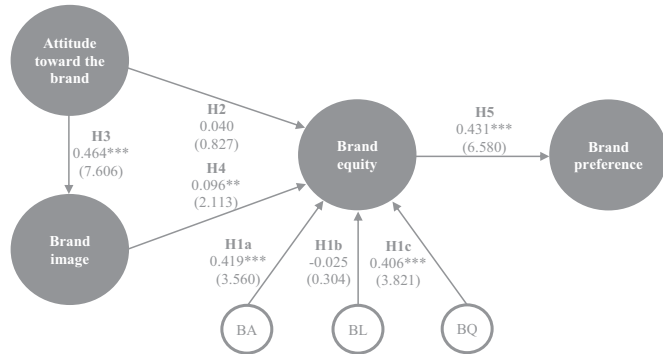 Attitude
toward the
brand
H2
0.040
(0.827)
H3
0.464***
(7.606)
H4
0.096**
(2.113)
Brand
equity
H5
0.431***
(6.580)
Brand
preference
Brand
image
H1a
0.419***
(3.560)
H1b
-0.025
(0.304)
H1c
0.406***
(3.821)
BA
BL
BQ